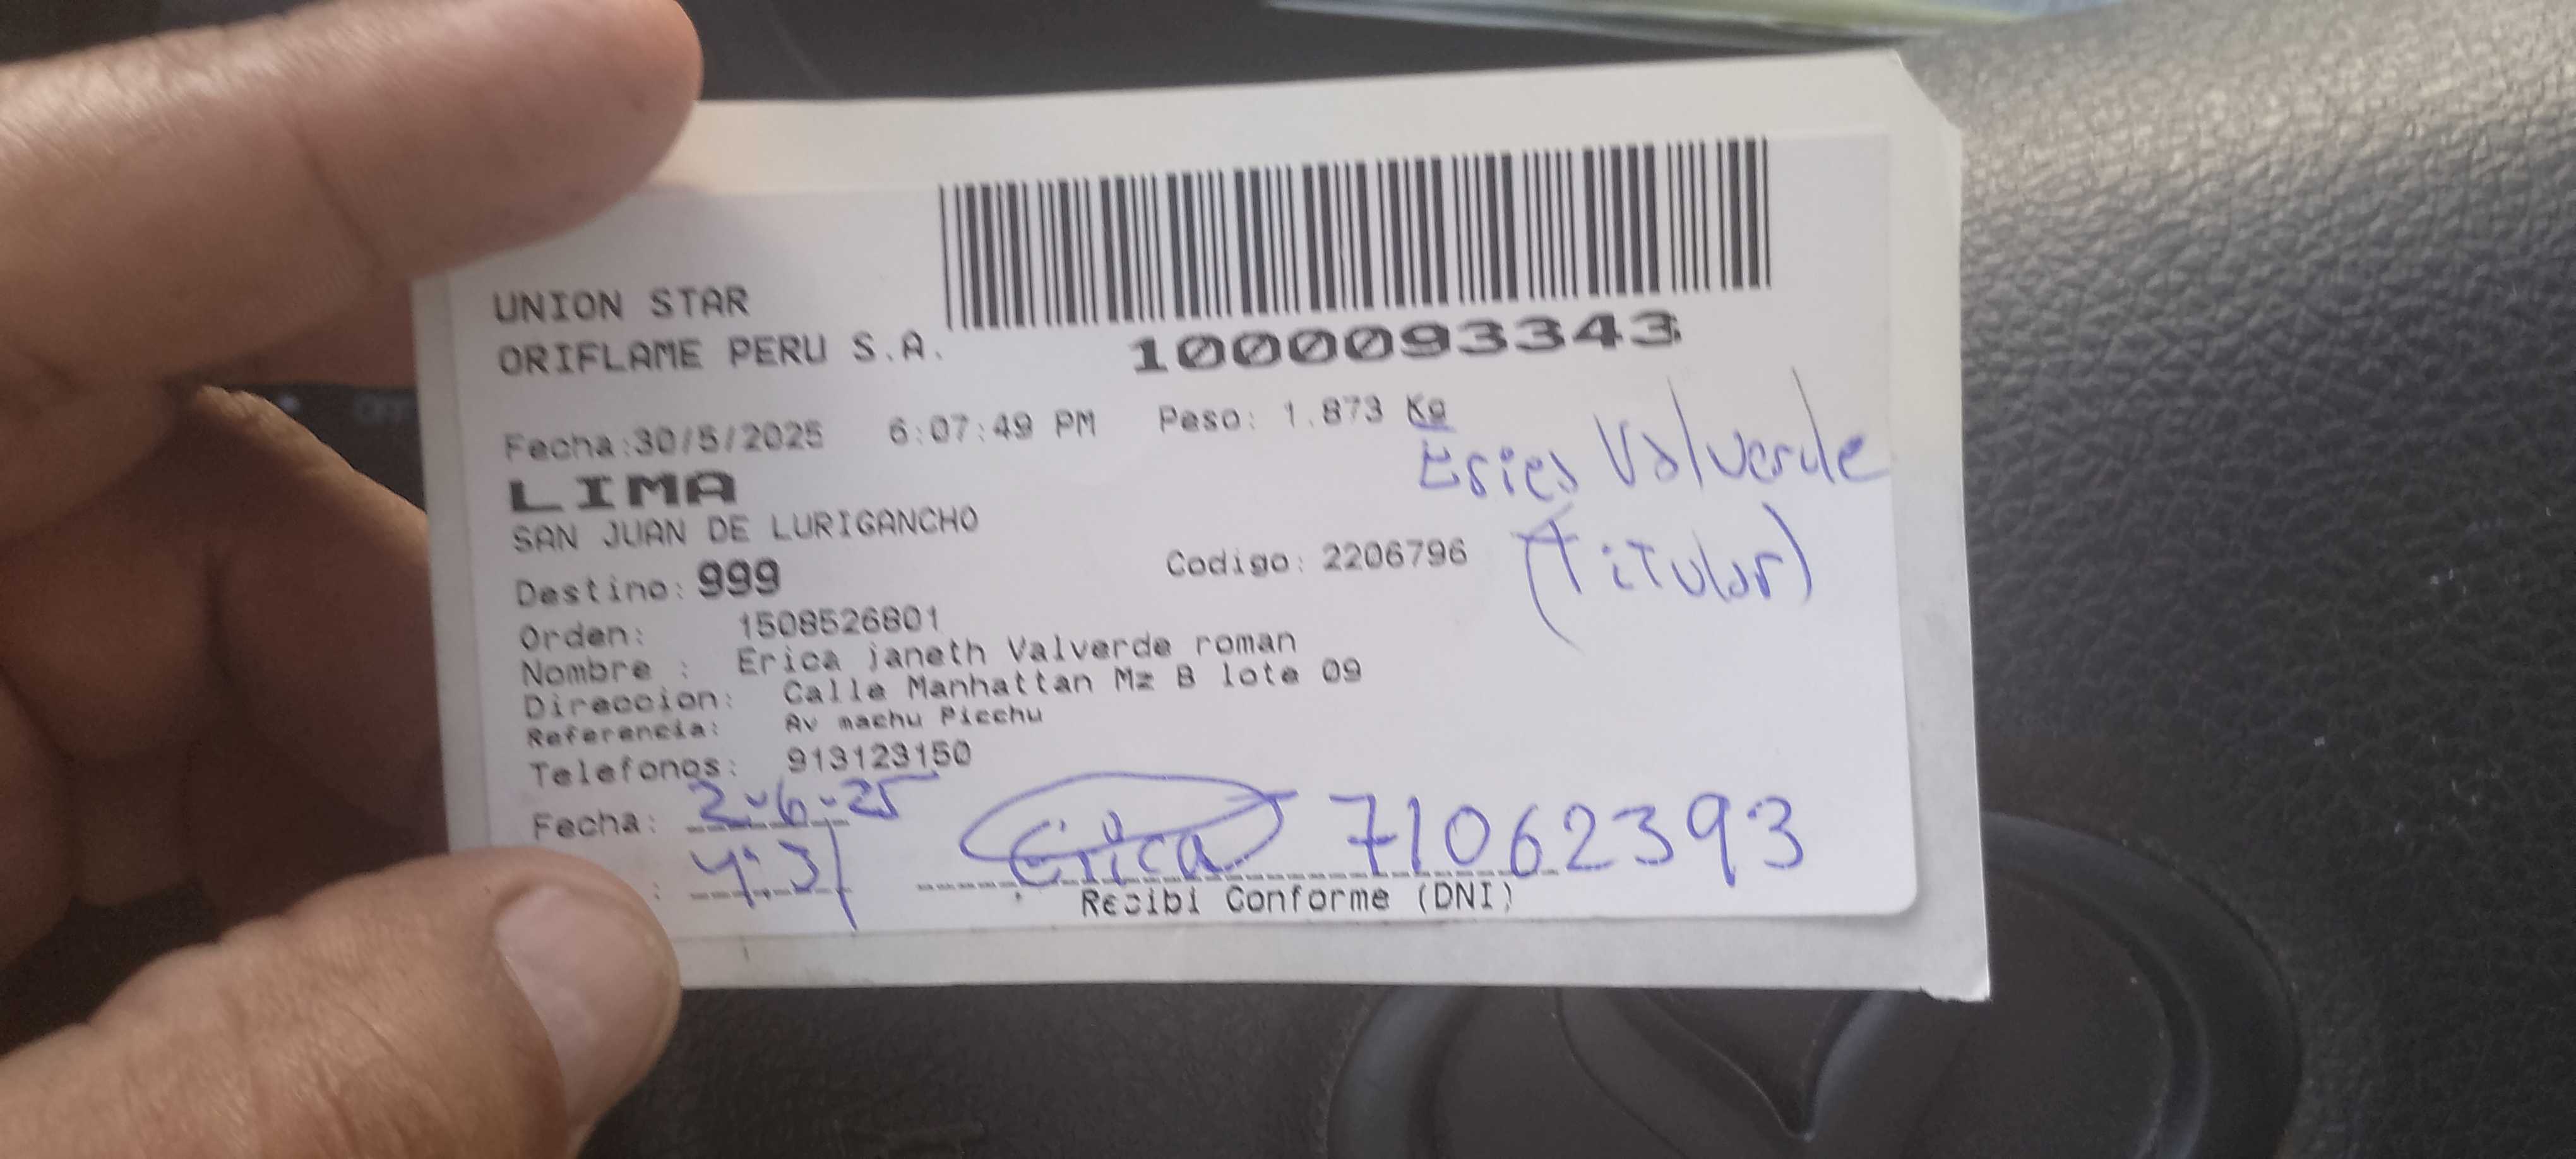 UNION STAR
ORIFLAME PERU S.A.
1000093343
Fecha:30/5/2025 6:07:49 PM Peso: 1.873 Kg
Erica Valverde
(Titular)
LIMA
SAN JUAN DE LURIGANCHO
Destino: 999 Codigo: 2206796
Orden: 1508526801
Nombre : Erica janeth Valverde roman
Direccion: Calle Manhattan Mz B lote 09
Referencia: Av machu Picchu
Telefonos: 913123150
Fecha: 2-6-25
: 4:31 Erica 71062393
Recibi Conforme (DNI)